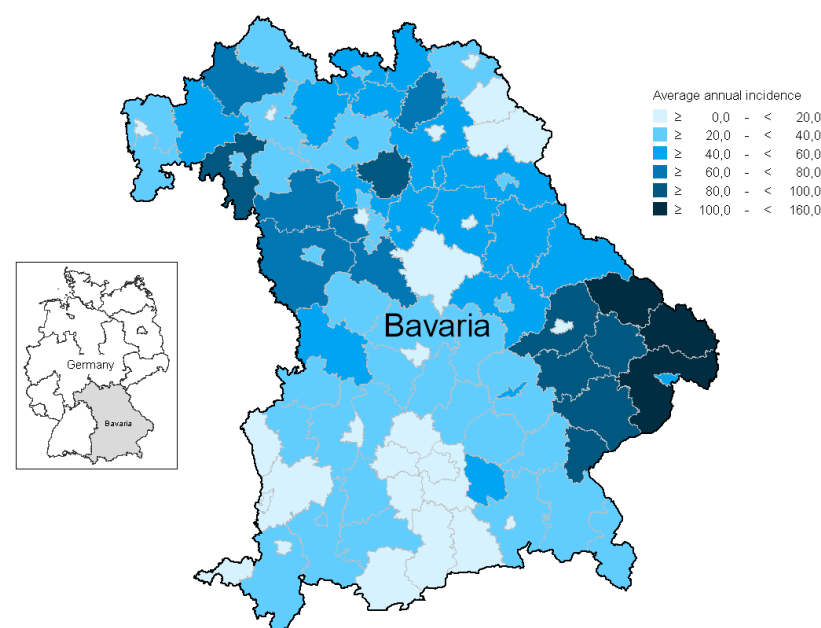 Average annual incidence
≥ 0,0 - < 20,0
≥ 20,0 - < 40,0
≥ 40,0 - < 60,0
≥ 60,0 - < 80,0
≥ 80,0 - < 100,0
≥ 100,0 - < 160,0
Bavaria
Germany
Bavaria